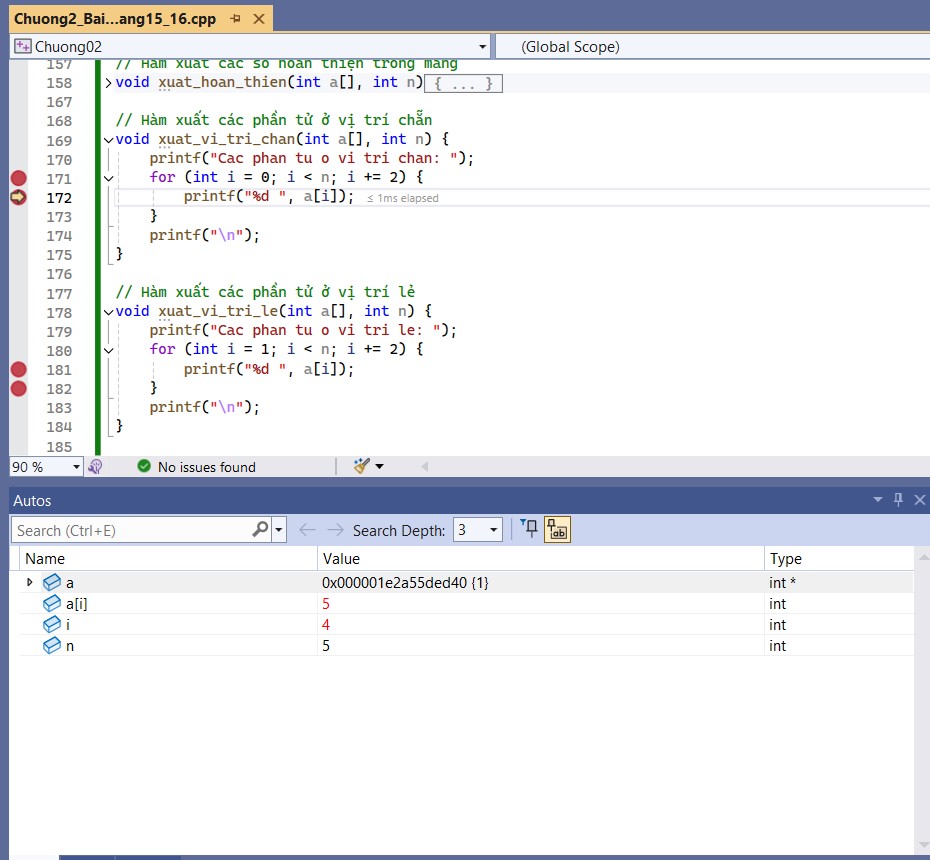 Chuong2_Bai...ang15_16.cpp
Chuong02 (Global Scope)
157 // Hàm xuất các số hoàn thiện trong mảng
158 void xuat_hoan_thien(int a[], int n) { ... }
167
168 // Hàm xuất các phần tử ở vị trí chẵn
169 void xuat_vi_tri_chan(int a[], int n) {
170 printf("Cac phan tu o vi tri chan: ");
171 for (int i = 0; i < n; i += 2) {
172 printf("%d ", a[i]); ≤ 1ms elapsed
173 }
174 printf("\n");
175 }
176
177 // Hàm xuất các phần tử ở vị trí lẻ
178 void xuat_vi_tri_le(int a[], int n) {
179 printf("Cac phan tu o vi tri le: ");
180 for (int i = 1; i < n; i += 2) {
181 printf("%d ", a[i]);
182 }
183 printf("\n");
184 }
185
90 % No issues found
Autos
Search (Ctrl+E) Search Depth: 3
Name Value Type
a 0x000001e2a55ded40 {1} int *
a[i] 5 int
i 4 int
n 5 int